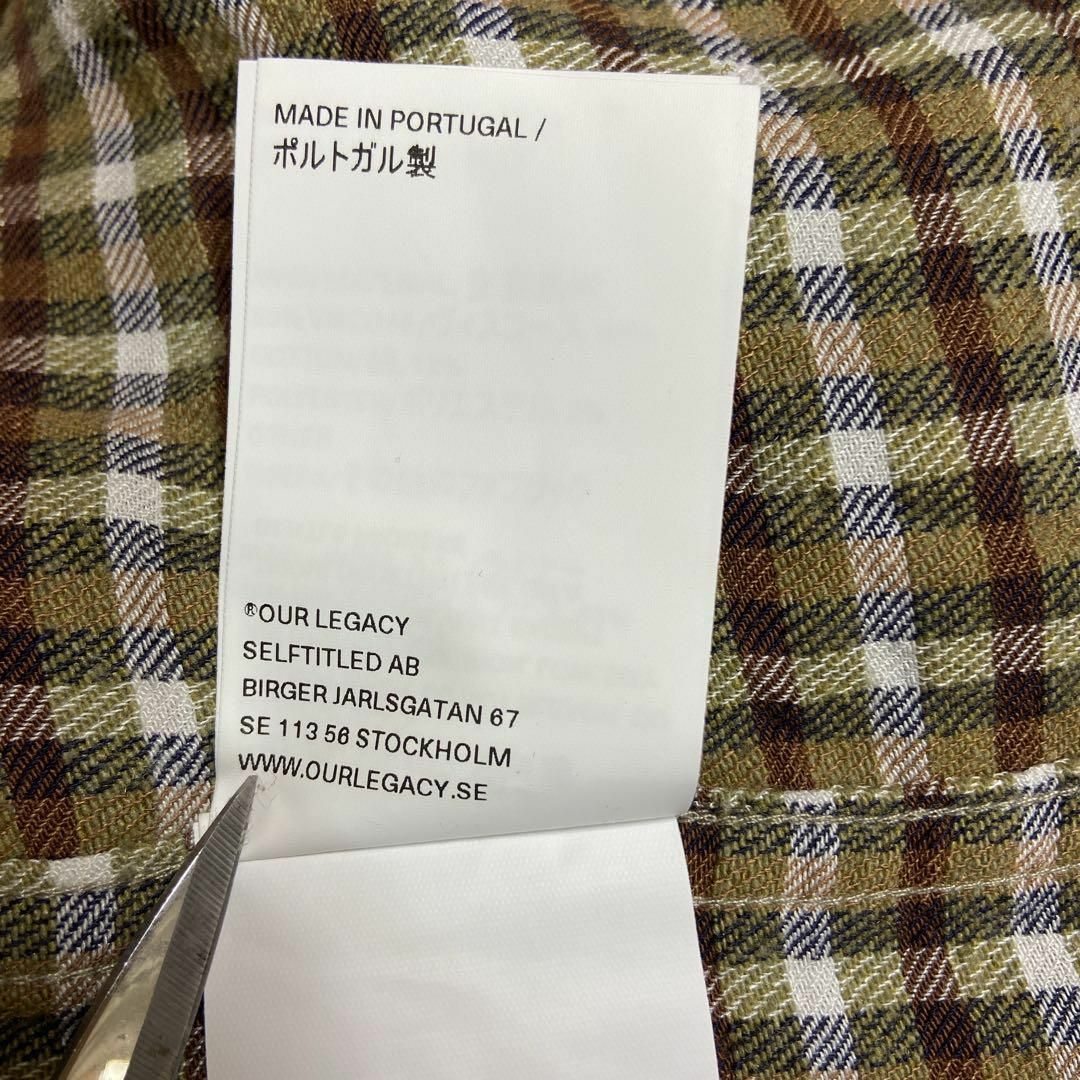 MADE IN PORTUGAL /
ポルトガル製
®OUR LEGACY
SELFTITLED AB
BIRGER JARLSGATAN 67
SE 113 56 STOCKHOLM
WWW.OURLEGACY.SE